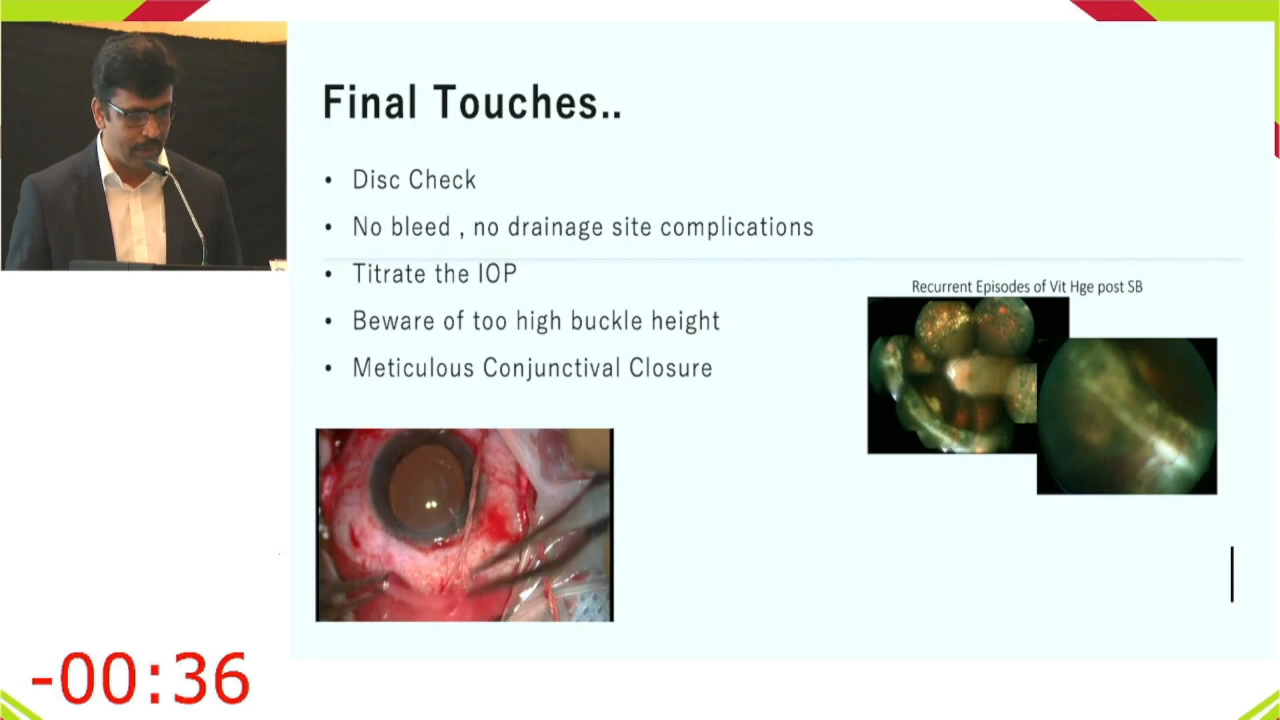 Final Touches..
• Disc Check
• No bleed , no drainage site complications
• Titrate the IOP
• Beware of too high buckle height
• Meticulous Conjunctival Closure
Recurrent Episodes of Vit Hge post SB
-00:36